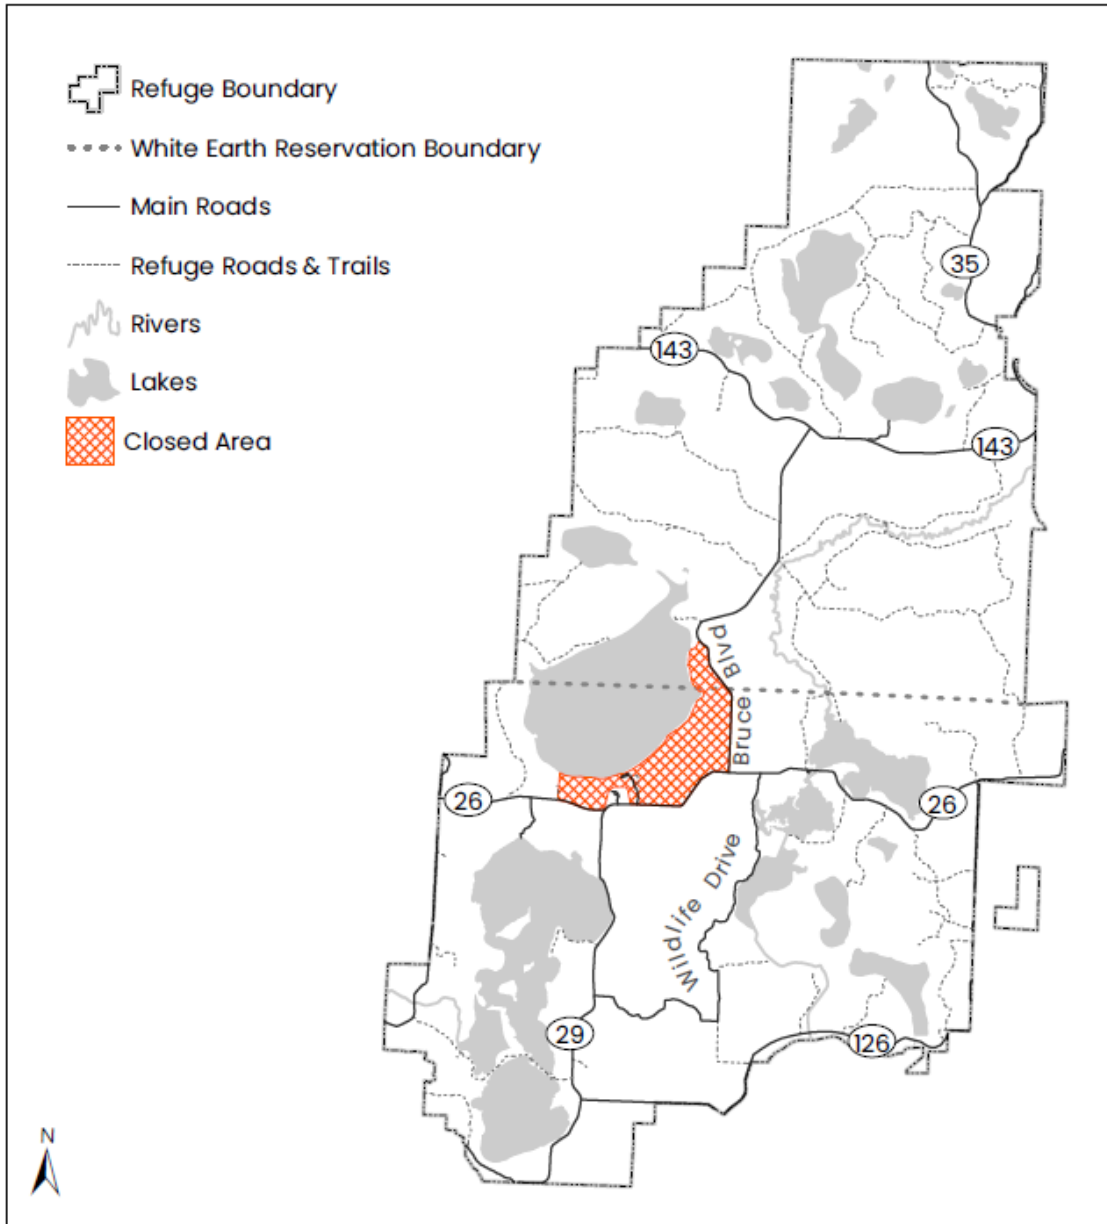 Refuge Boundary
White Earth Reservation Boundary
Main Roads
Refuge Roads & Trails
Rivers
Lakes
Closed Area
35
143
143
Bruce Blvd
26
26
Wildlife Drive
29
126
N